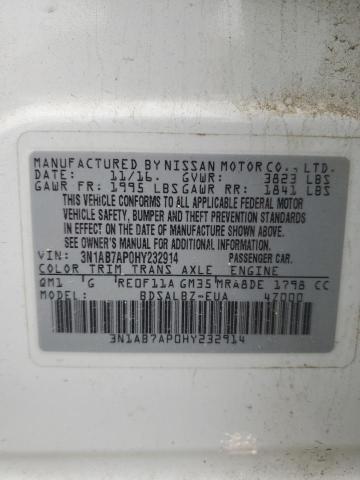 MANUFACTURED BY NISSAN MOTOR CO., LTD.
DATE: 11/16. GVWR: 3823 LBS
GAWR FR: 1995 LBS GAWR RR: 1841 LBS
THIS VEHICLE CONFORMS TO ALL APPLICABLE FEDERAL MOTOR
VEHICLE SAFETY, BUMPER AND THEFT PREVENTION STANDARDS
IN EFFECT ON THE DATE OF MANUFACTURE SHOWN ABOVE.
SEE OWNER'S MANUAL FOR ADDITIONAL INFORMATION.
VIN: 3N1AB7AP0HY232914 PASSENGER CAR.
COLOR TRIM TRANS AXLE ENGINE
QM1 G RE0F11A GM35 MRA8DE 1798 CC
MODEL: BDSALBZ-EUA 47000
3N1AB7AP0HY232914